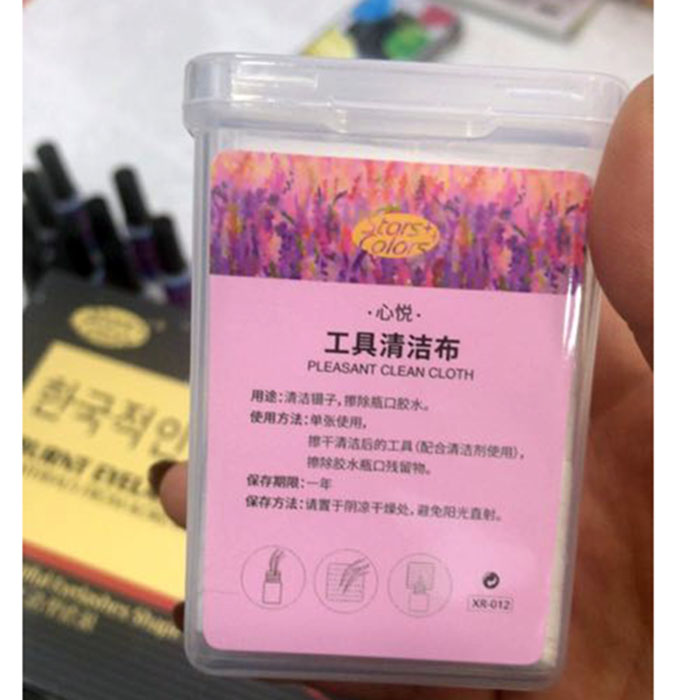 Stars+
Colors
·心悦·
工具清洁布
PLEASANT CLEAN CLOTH
用途：清洁镊子，擦除瓶口胶水。
使用方法：单张使用，
擦干清洁后的工具（配合清洁剂使用），
擦除胶水瓶口残留物。
保存期限：一年
保存方法：请置于阴凉干燥处，避免阳光直射。
XR-012
한국적인